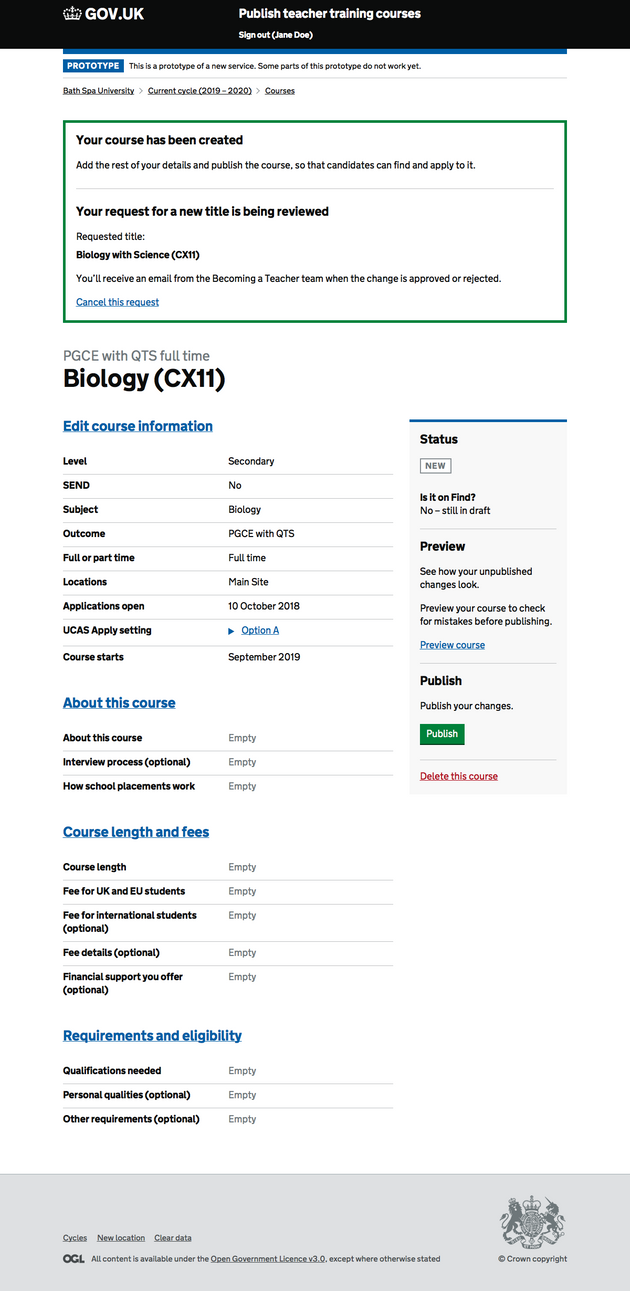 GOV.UK
Publish teacher training courses
Sign out (Jane Doe)
PROTOTYPE This is a prototype of a new service. Some parts of this prototype do not work yet.
Bath Spa University > Current cycle (2019 – 2020) > Courses
Your course has been created
Add the rest of your details and publish the course, so that candidates can find and apply to it.
Your request for a new title is being reviewed
Requested title:
Biology with Science (CX11)
You’ll receive an email from the Becoming a Teacher team when the change is approved or rejected.
Cancel this request
PGCE with QTS full time
Biology (CX11)
Edit course information
Level Secondary
SEND No
Subject Biology
Outcome PGCE with QTS
Full or part time Full time
Locations Main Site
Applications open 10 October 2018
UCAS Apply setting Option A
Course starts September 2019
About this course
About this course Empty
Interview process (optional) Empty
How school placements work Empty
Course length and fees
Course length Empty
Fee for UK and EU students Empty
Fee for international students Empty
(optional)
Fee details (optional) Empty
Financial support you offer Empty
(optional)
Requirements and eligibility
Qualifications needed Empty
Personal qualities (optional) Empty
Other requirements (optional) Empty
Status
NEW
Is it on Find?
No – still in draft
Preview
See how your unpublished
changes look.
Preview your course to check
for mistakes before publishing.
Preview course
Publish
Publish your changes.
Publish
Delete this course
Cycles New location Clear data
OGL All content is available under the Open Government Licence v3.0, except where otherwise stated
© Crown copyright